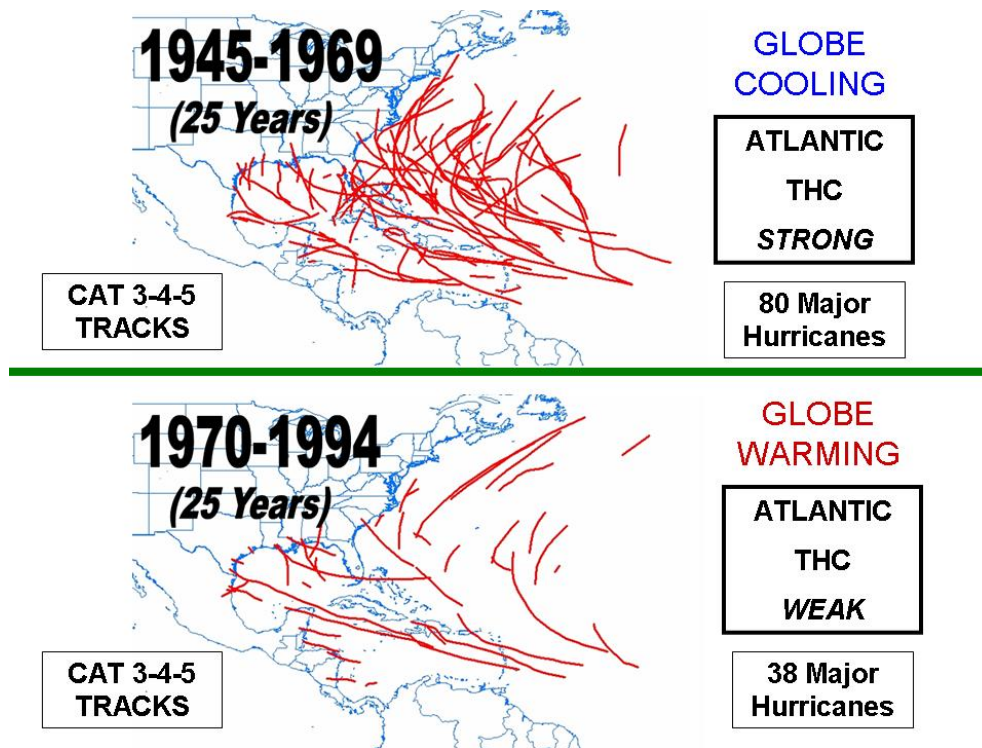 1945-1969
(25 Years)
GLOBE
COOLING
ATLANTIC
THC
STRONG
CAT 3-4-5
TRACKS
80 Major
Hurricanes
1970-1994
(25 Years)
GLOBE
WARMING
ATLANTIC
THC
WEAK
CAT 3-4-5
TRACKS
38 Major
Hurricanes